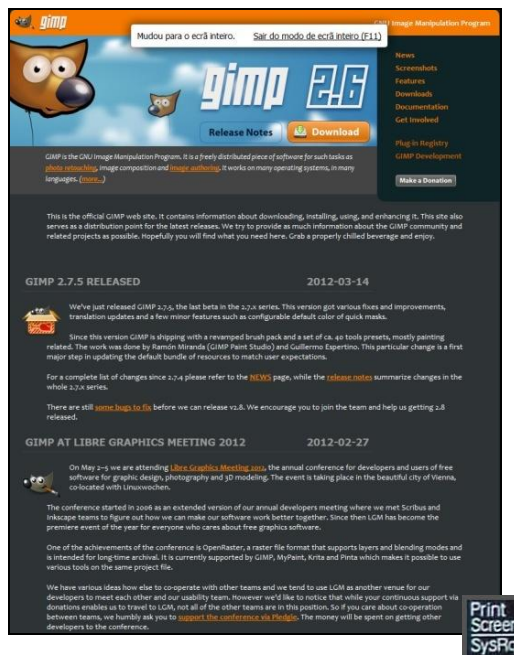 gimp
GNU Image Manipulation Program
Mudou para o ecrã inteiro. Sair do modo de ecrã inteiro (F11)
News
Screenshots
Features
Downloads
Documentation
Get Involved
Plug-in Registry
GIMP Development
Make a Donation
gimp 2.6
Release Notes Download
GIMP is the GNU Image Manipulation Program. It is a freely distributed piece of software for such tasks as
photo retouching, image composition and image authoring. It works on many operating systems, in many
languages. (more...)
This is the official GIMP web site. It contains information about downloading, installing, using, and enhancing it. This site also
serves as a distribution point for the latest releases. We try to provide as much information about the GIMP community and
related projects as possible. Hopefully you will find what you need here. Grab a properly chilled beverage and enjoy.
GIMP 2.7.5 RELEASED 2012-03-14
We've just released GIMP 2.7.5, the last beta in the 2.7.x series. This version got various fixes and improvements,
translation updates and a few minor features such as configurable default color of quick masks.
Since this version GIMP is shipping with a revamped brush pack and a set of ca. 40 tools presets, mostly painting
related. The work was done by Ramón Miranda (GIMP Paint Studio) and Guillermo Espertino. This particular change is a first
major step in updating the default bundle of resources to match user expectations.
For a complete list of changes since 2.7.4 please refer to the NEWS page, while the release notes summarize changes in the
whole 2.7.x series.
There are still some bugs to fix before we can release v2.8. We encourage you to join the team and help us getting 2.8
released.
GIMP AT LIBRE GRAPHICS MEETING 2012 2012-02-27
On May 2–5 we are attending Libre Graphics Meeting 2012, the annual conference for developers and users of free
software for graphic design, photography and 3D modeling. The event is taking place in the beautiful city of Vienna,
co-located with Linuxwochen.
The conference started in 2006 as an extended version of our annual developers meeting where we met Scribus and
Inkscape teams to figure out how we can make our software work better together. Since then LGM has become the
premiere event of the year for everyone who cares about free graphics software.
One of the achievements of the conference is OpenRaster, a raster file format that supports layers and blending modes and
is intended for long-time archival. It is currently supported by GIMP, MyPaint, Krita and Pinta which makes it possible to use
various tools on the same project file.
We have various ideas how else to co-operate with other teams and we tend to use LGM as another venue for our
developers to meet each other and our usability team. However we'd like to notice that while your continuous support via
donations enables us to travel to LGM, not all of the other teams are in this position. So if you care about co-operation
between teams, we humbly ask you to support the conference via Pledgie. The money will be spent on getting other
developers to the conference.
Print
Screen